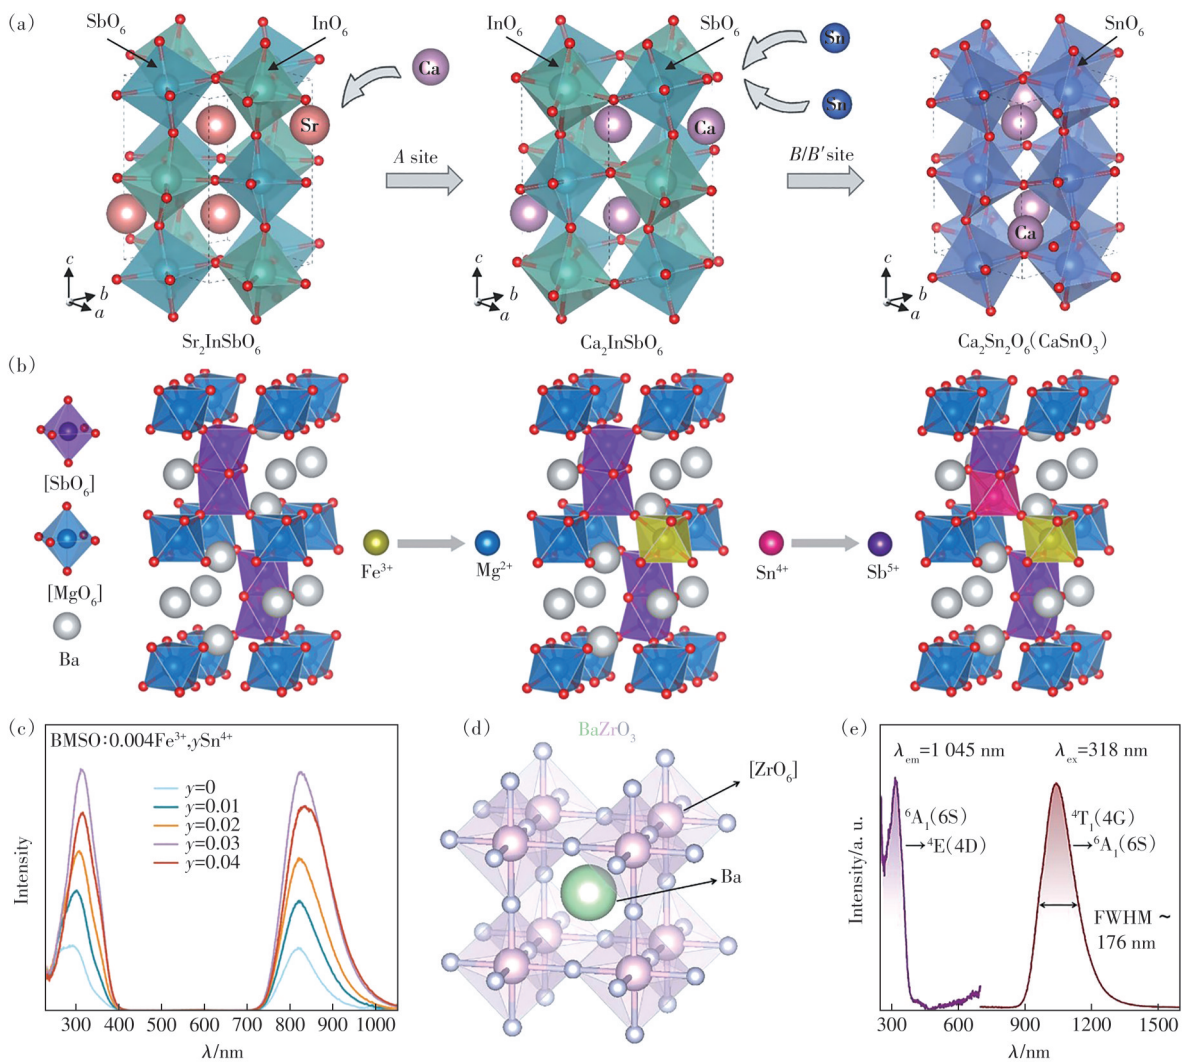 (a)
SbO₆
InO₆
Ca
Sr
A site
c
b
a
Sr₂InSbO₆
InO₆
SbO₆
Sn
Sn
Ca
B/B′ site
c
b
a
Ca₂InSbO₆
SnO₆
Ca
c
b
a
Ca₂Sn₂O₆(CaSnO₃)
(b)
[SbO₆]
[MgO₆]
Ba
Fe³⁺
Mg²⁺
Sn⁴⁺
Sb⁵⁺
(c)
BMSO:0.004Fe³⁺,ySn⁴⁺
y=0
y=0.01
y=0.02
y=0.03
y=0.04
Intensity
300 400 500 600 700 800 900 1000
λ/nm
(d)
BaZrO₃
[ZrO₆]
Ba
(e)
λem=1 045 nm
λex=318 nm
⁶A₁(6S)
→⁴E(4D)
⁴T₁(4G)
→⁶A₁(6S)
FWHM ~
176 nm
Intensity/a. u.
300 600 900 1200 1500
λ/nm